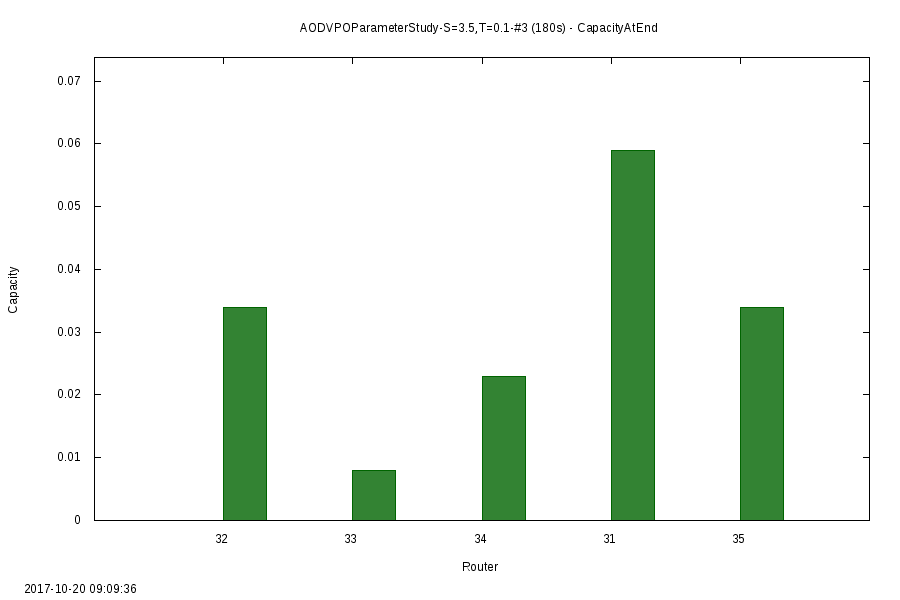 AODVPOParameterStudy-S=3.5,T=0.1-#3 (180s) - CapacityAtEnd
0.07
0.06
0.05
0.04
0.03
0.02
0.01
0
Capacity
32 33 34 31 35
Router
2017-10-20 09:09:36